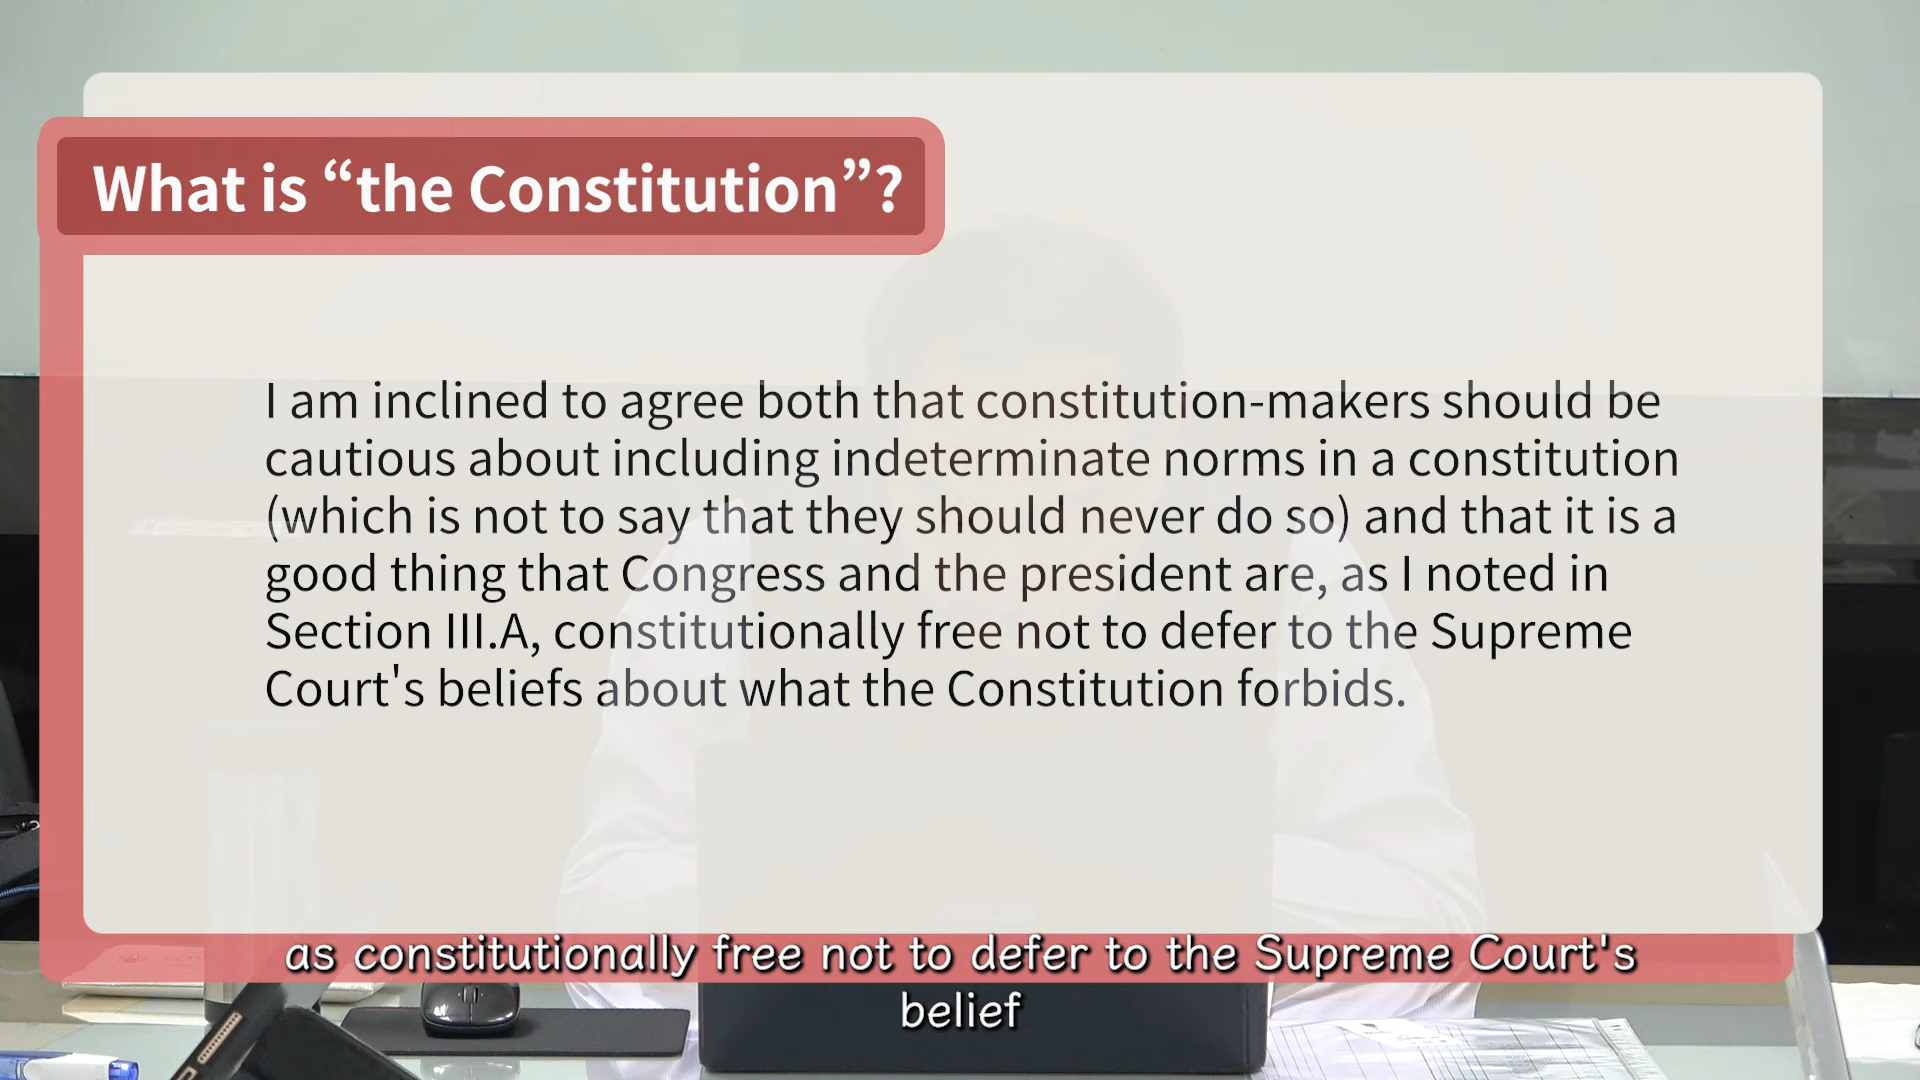 What is “the Constitution”?
I am inclined to agree both that constitution-makers should be
cautious about including indeterminate norms in a constitution
(which is not to say that they should never do so) and that it is a
good thing that Congress and the president are, as I noted in
Section III.A, constitutionally free not to defer to the Supreme
Court's beliefs about what the Constitution forbids.
as constitutionally free not to defer to the Supreme Court's
belief